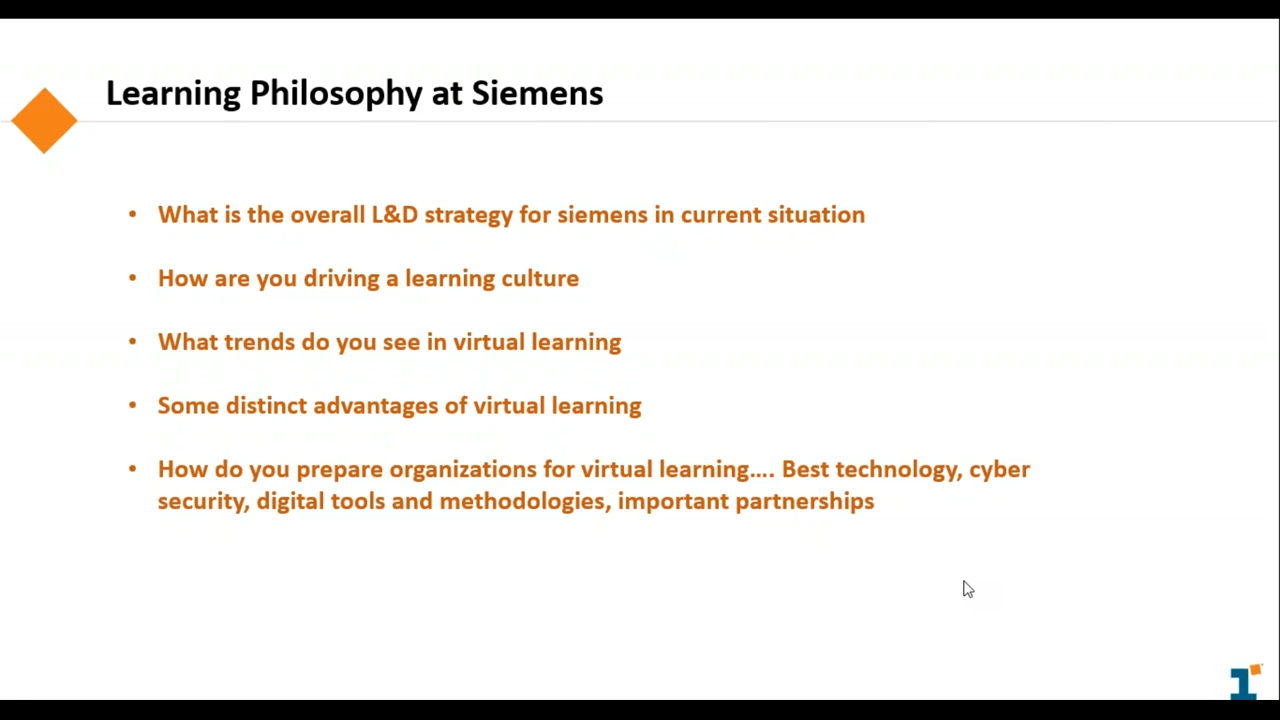 Learning Philosophy at Siemens
• What is the overall L&D strategy for siemens in current situation
• How are you driving a learning culture
• What trends do you see in virtual learning
• Some distinct advantages of virtual learning
• How do you prepare organizations for virtual learning.... Best technology, cyber
security, digital tools and methodologies, important partnerships
1